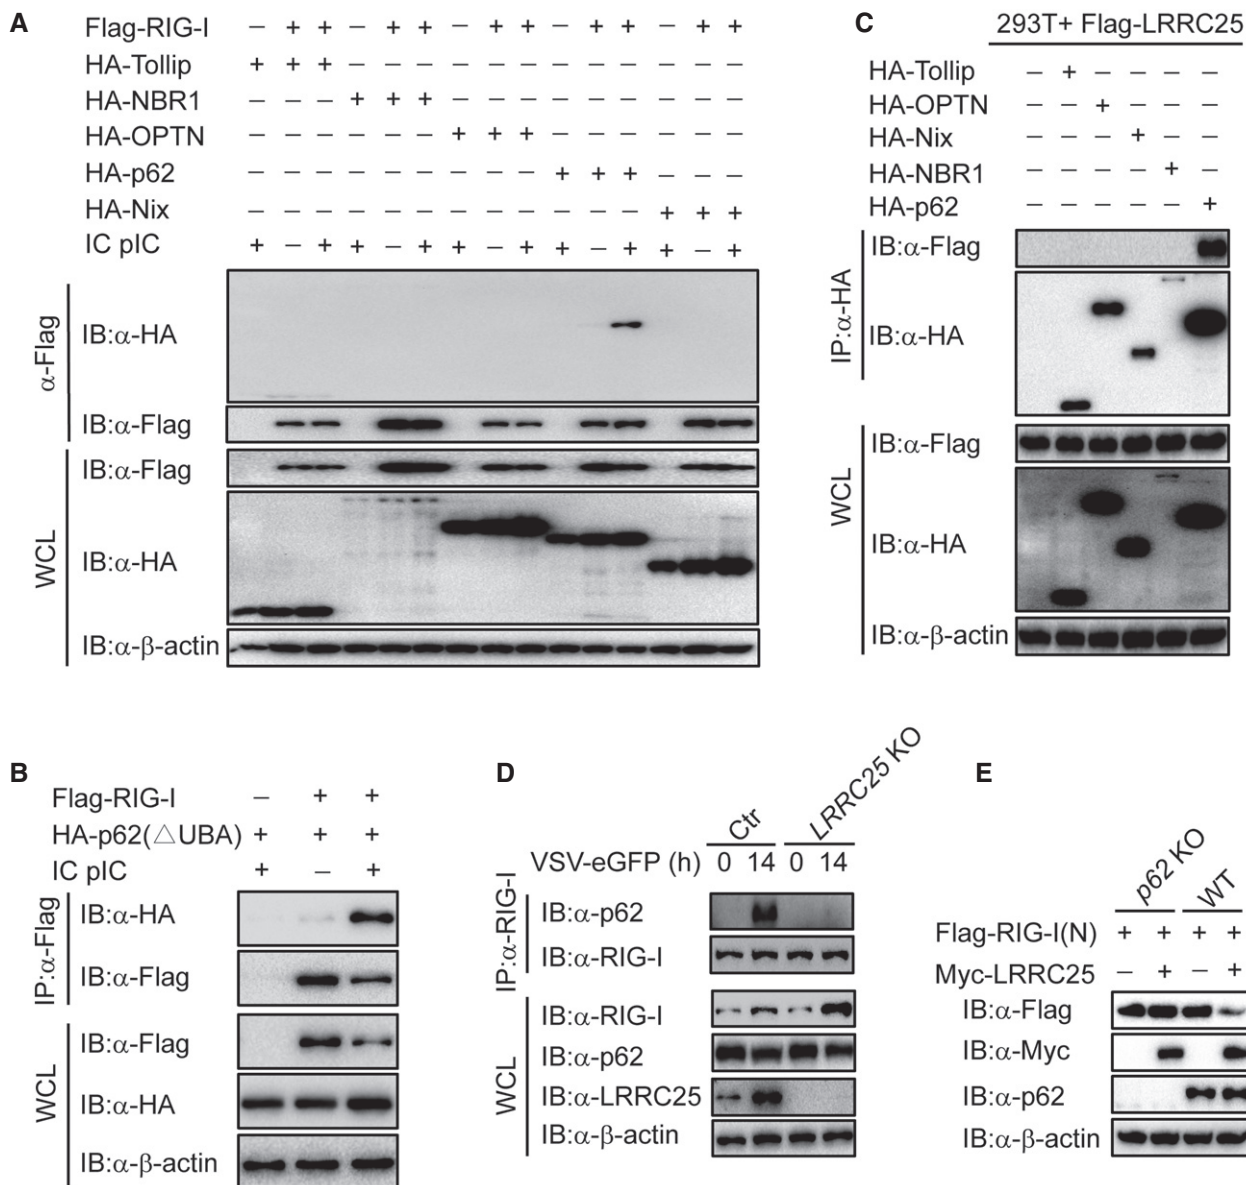 A
Flag-RIG-I − + + − + + − + + − + + − + +
HA-Tollip + + + − − − − − − − − − − − −
HA-NBR1 − − − + + + − − − − − − − − −
HA-OPTN − − − − − − + + + − − − − − −
HA-p62 − − − − − − − − − + + + − − −
HA-Nix − − − − − − − − − − − − + + +
IC pIC + − + + − + + − + + − + + − +
α-Flag
IB:α-HA
IB:α-Flag
WCL
IB:α-Flag
IB:α-HA
IB:α-β-actin
C
293T+ Flag-LRRC25
HA-Tollip − + − − − −
HA-OPTN − − + − − −
HA-Nix − − − + − −
HA-NBR1 − − − − + −
HA-p62 − − − − − +
IP:α-HA
IB:α-Flag
IB:α-HA
WCL
IB:α-Flag
IB:α-HA
IB:α-β-actin
B
Flag-RIG-I − + +
HA-p62(△UBA) + + +
IC pIC + − +
IP:α-Flag
IB:α-HA
IB:α-Flag
WCL
IB:α-Flag
IB:α-HA
IB:α-β-actin
D
Ctr LRRC25 KO
VSV-eGFP (h) 0 14 0 14
IP:α-RIG-I
IB:α-p62
IB:α-RIG-I
WCL
IB:α-RIG-I
IB:α-p62
IB:α-LRRC25
IB:α-β-actin
E
p62 KO WT
Flag-RIG-I(N) + + + +
Myc-LRRC25 − + − +
IB:α-Flag
IB:α-Myc
IB:α-p62
IB:α-β-actin